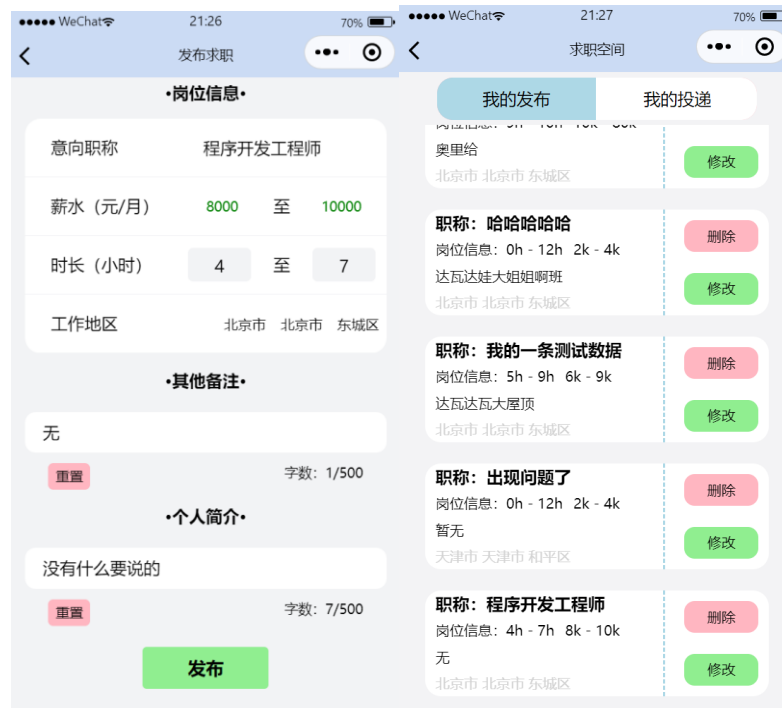 WeChat 21:26 70%
发布求职
·岗位信息·
意向职称 程序开发工程师
薪水（元/月） 8000 至 10000
时长（小时） 4 至 7
工作地区 北京市 北京市 东城区
·其他备注·
无
重置 字数：1/500
·个人简介·
没有什么要说的
重置 字数：7/500
发布
WeChat 21:27 70%
求职空间
我的发布 我的投递
奥里给
修改
北京市 北京市 东城区
职称：哈哈哈哈哈
删除
岗位信息：0h - 12h 2k - 4k
达瓦达娃大姐姐啊班
修改
北京市 北京市 东城区
职称：我的一条测试数据
删除
岗位信息：5h - 9h 6k - 9k
达瓦达瓦大屋顶
修改
北京市 北京市 东城区
职称：出现问题了
删除
岗位信息：0h - 12h 2k - 4k
暂无
修改
天津市 天津市 和平区
职称：程序开发工程师
删除
岗位信息：4h - 7h 8k - 10k
无
修改
北京市 北京市 东城区